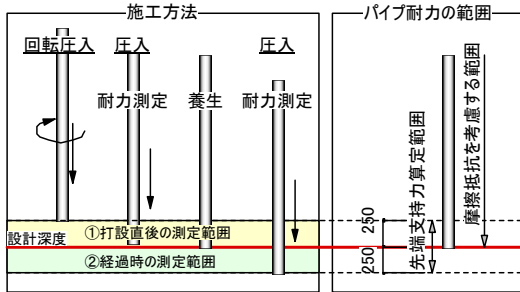 施工方法
パイプ耐力の範囲
回転圧入
圧入
圧入
耐力測定
養生
耐力測定
①打設直後の測定範囲
設計深度
②経過時の測定範囲
250
250
先端支持力算定範囲
摩擦抵抗を考慮する範囲